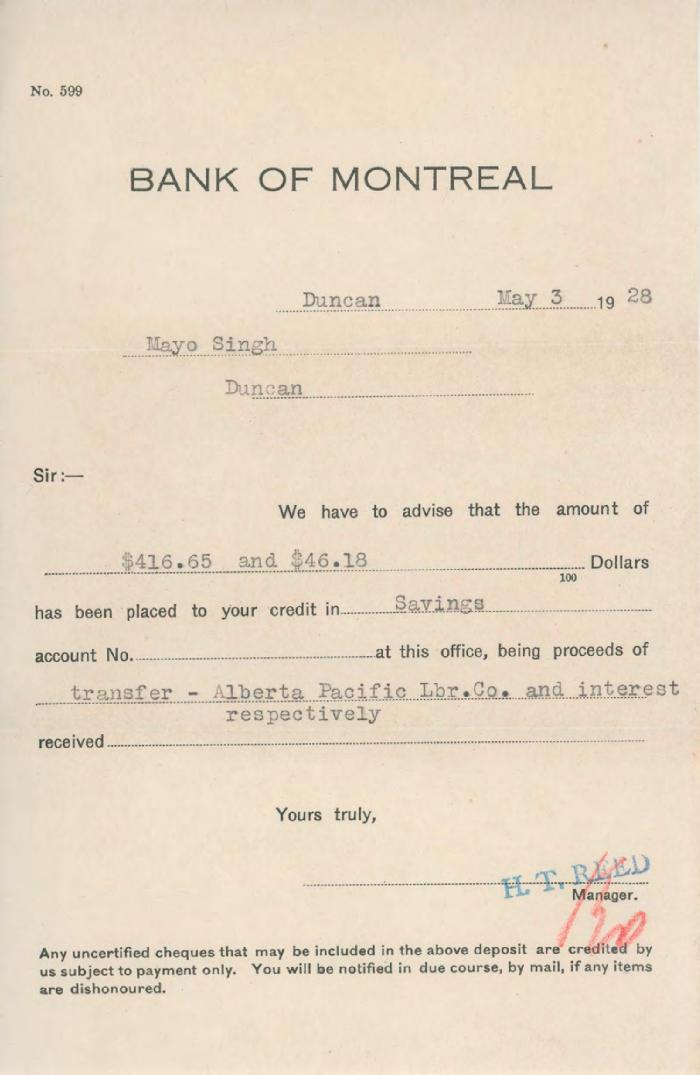 No. 599
BANK OF MONTREAL
Duncan May 3 19 28
Mayo Singh
Duncan
Sir:—
We have to advise that the amount of
$416.65 and $46.18 Dollars
100
has been placed to your credit in Savings
account No. at this office, being proceeds of
transfer - Alberta Pacific Lbr.Co. and interest
respectively
received
Yours truly,
H. T. REED
Manager.
Any uncertified cheques that may be included in the above deposit are credited by
us subject to payment only. You will be notified in due course, by mail, if any items
are dishonoured.